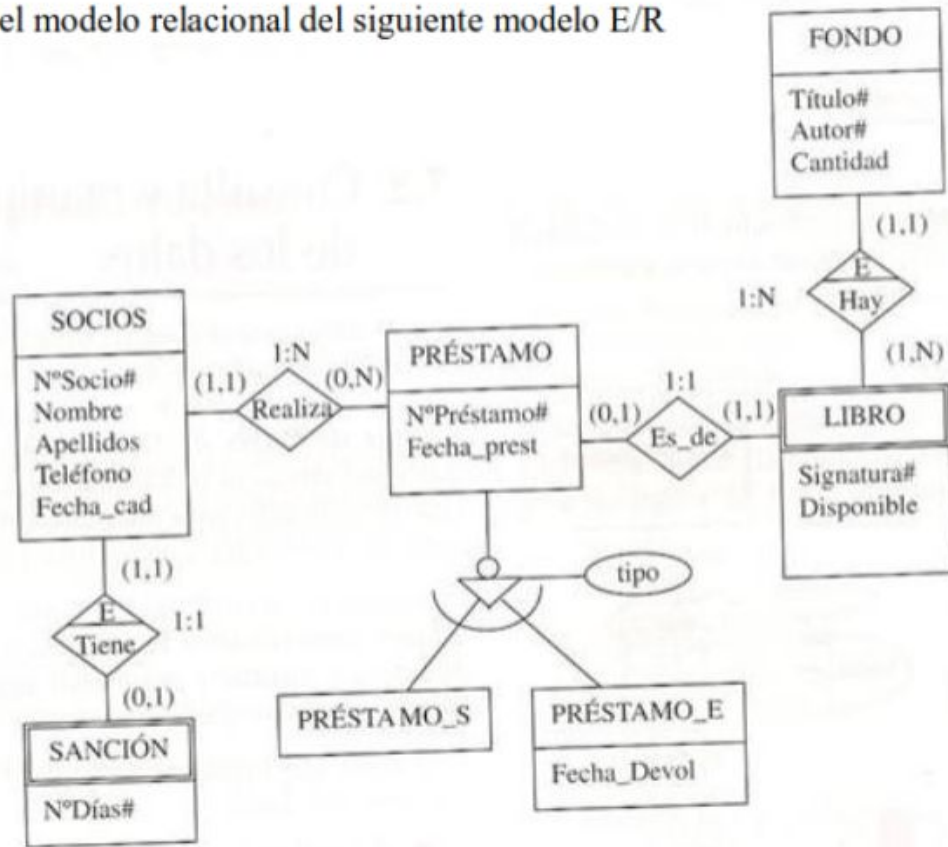 el modelo relacional del siguiente modelo E/R
FONDO
Título#
Autor#
Cantidad
(1,1)
E
Hay
1:N
(1,N)
SOCIOS
NºSocio#
Nombre
Apellidos
Teléfono
Fecha_cad
1:N
(1,1)
(0,N)
Realiza
PRÉSTAMO
NºPréstamo#
Fecha_prest
1:1
(0,1)
(1,1)
Es_de
LIBRO
Signatura#
Disponible
(1,1)
E
Tiene
1:1
(0,1)
tipo
SANCIÓN
NºDías#
PRÉSTAMO_S
PRÉSTAMO_E
Fecha_Devol